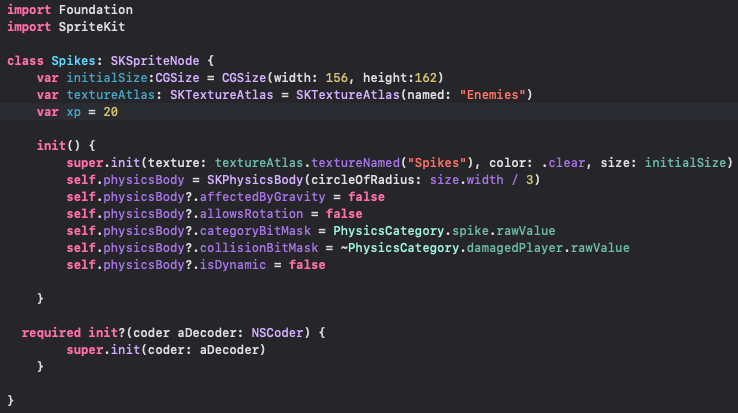 import Foundation
import SpriteKit

class Spikes: SKSpriteNode {
    var initialSize:CGSize = CGSize(width: 156, height:162)
    var textureAtlas: SKTextureAtlas = SKTextureAtlas(named: "Enemies")
    var xp = 20

    init() {
        super.init(texture: textureAtlas.textureNamed("Spikes"), color: .clear, size: initialSize)
        self.physicsBody = SKPhysicsBody(circleOfRadius: size.width / 3)
        self.physicsBody?.affectedByGravity = false
        self.physicsBody?.allowsRotation = false
        self.physicsBody?.categoryBitMask = PhysicsCategory.spike.rawValue
        self.physicsBody?.collisionBitMask = ~PhysicsCategory.damagedPlayer.rawValue
        self.physicsBody?.isDynamic = false

    }

  required init?(coder aDecoder: NSCoder) {
        super.init(coder: aDecoder)
    }

}